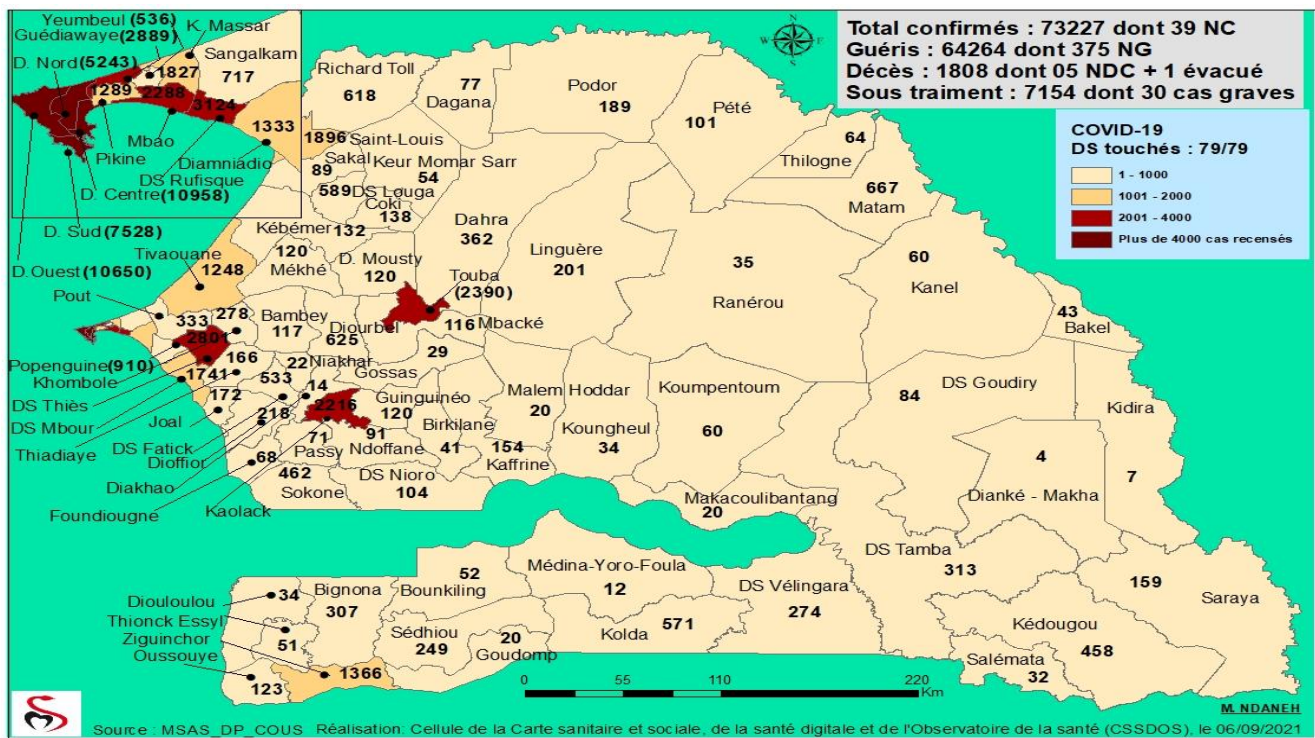 Yeumbeul (536)
Guédiawaye(2889)
K. Massar
Sangalkam
717
D. Nord(5243)
1827
1289
2288
3124
1333
Mbao
Pikine
Diamniadio
DS Rufisque
D. Centre(10958)
D. Sud(7528)
D.Ouest(10650)
Total confirmés : 73227 dont 39 NC
Guéris : 64264 dont 375 NG
Décès : 1808 dont 05 NDC + 1 évacué
Sous traiment : 7154 dont 30 cas graves
COVID-19
DS touchés : 79/79
1 - 1000
1001 - 2000
2001 - 4000
Plus de 4000 cas recensés
N
W E
S
Richard Toll
618
77
Dagana
Podor
189
Pété
101
64
Thilogne
667
Matam
1896
Saint-Louis
Sakal
89
Keur Momar Sarr
54
589
DS Louga
Coki
138
Kébémer
132
Dahra
362
Linguère
201
35
Ranérou
60
Kanel
43
Bakel
Tivaouane
1248
120
Mékhé
D. Mousty
120
Touba
(2390)
116
Mbacké
Pout
333
278
Bambey
117
Diourbel
625
2801
Popenguine(910)
Khombole
DS Thiès
DS Mbour
Thiadiaye
166
1741
172
Joal
533
22
Niakhar
14
Gossas
29
DS Fatick
Dioffior
218
Diakhao
Foundiougne
68
Kaolack
2216
Guinguinéo
120
71
Passy
91
Ndoffane
462
Sokone
DS Nioro
104
Birkilane
41
154
Kaffrine
Malem Hoddar
20
Koungheul
34
Koumpentoum
60
Makacoulibantang
20
84
DS Goudiry
Kidira
7
4
Dianké - Makha
DS Tamba
313
159
Saraya
Kédougou
458
Salémata
32
Diouloulou
34
Thionck Essyl
51
Ziguinchor
1366
Oussouye
123
Bignona
307
52
Bounkiling
Sédhiou
249
20
Goudomp
Médina-Yoro-Foula
12
571
Kolda
DS Vélingara
274
0 55 110 220
Km
M. NDANEH
Source : MSAS_DP_COUS Réalisation: Cellule de la Carte sanitaire et sociale, de la santé digitale et de l'Observatoire de la santé (CSSDOS), le 06/09/2021